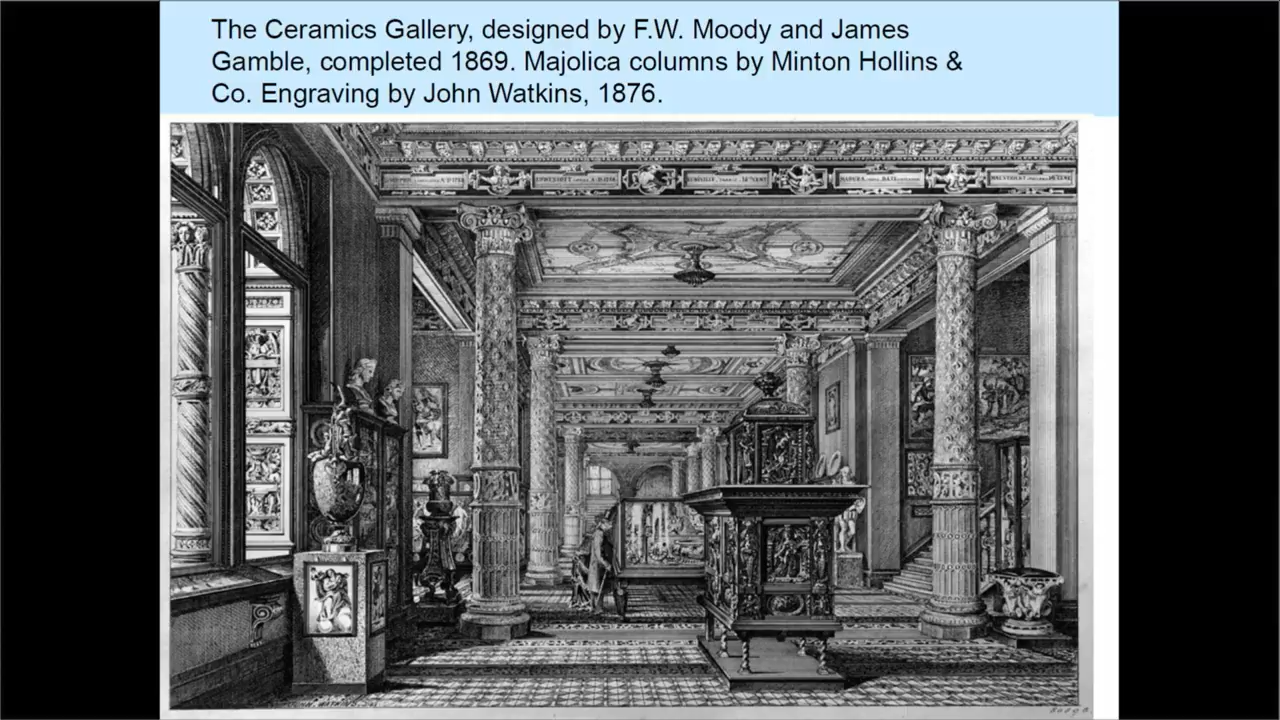 The Ceramics Gallery, designed by F.W. Moody and James
Gamble, completed 1869. Majolica columns by Minton Hollins &
Co. Engraving by John Watkins, 1876.